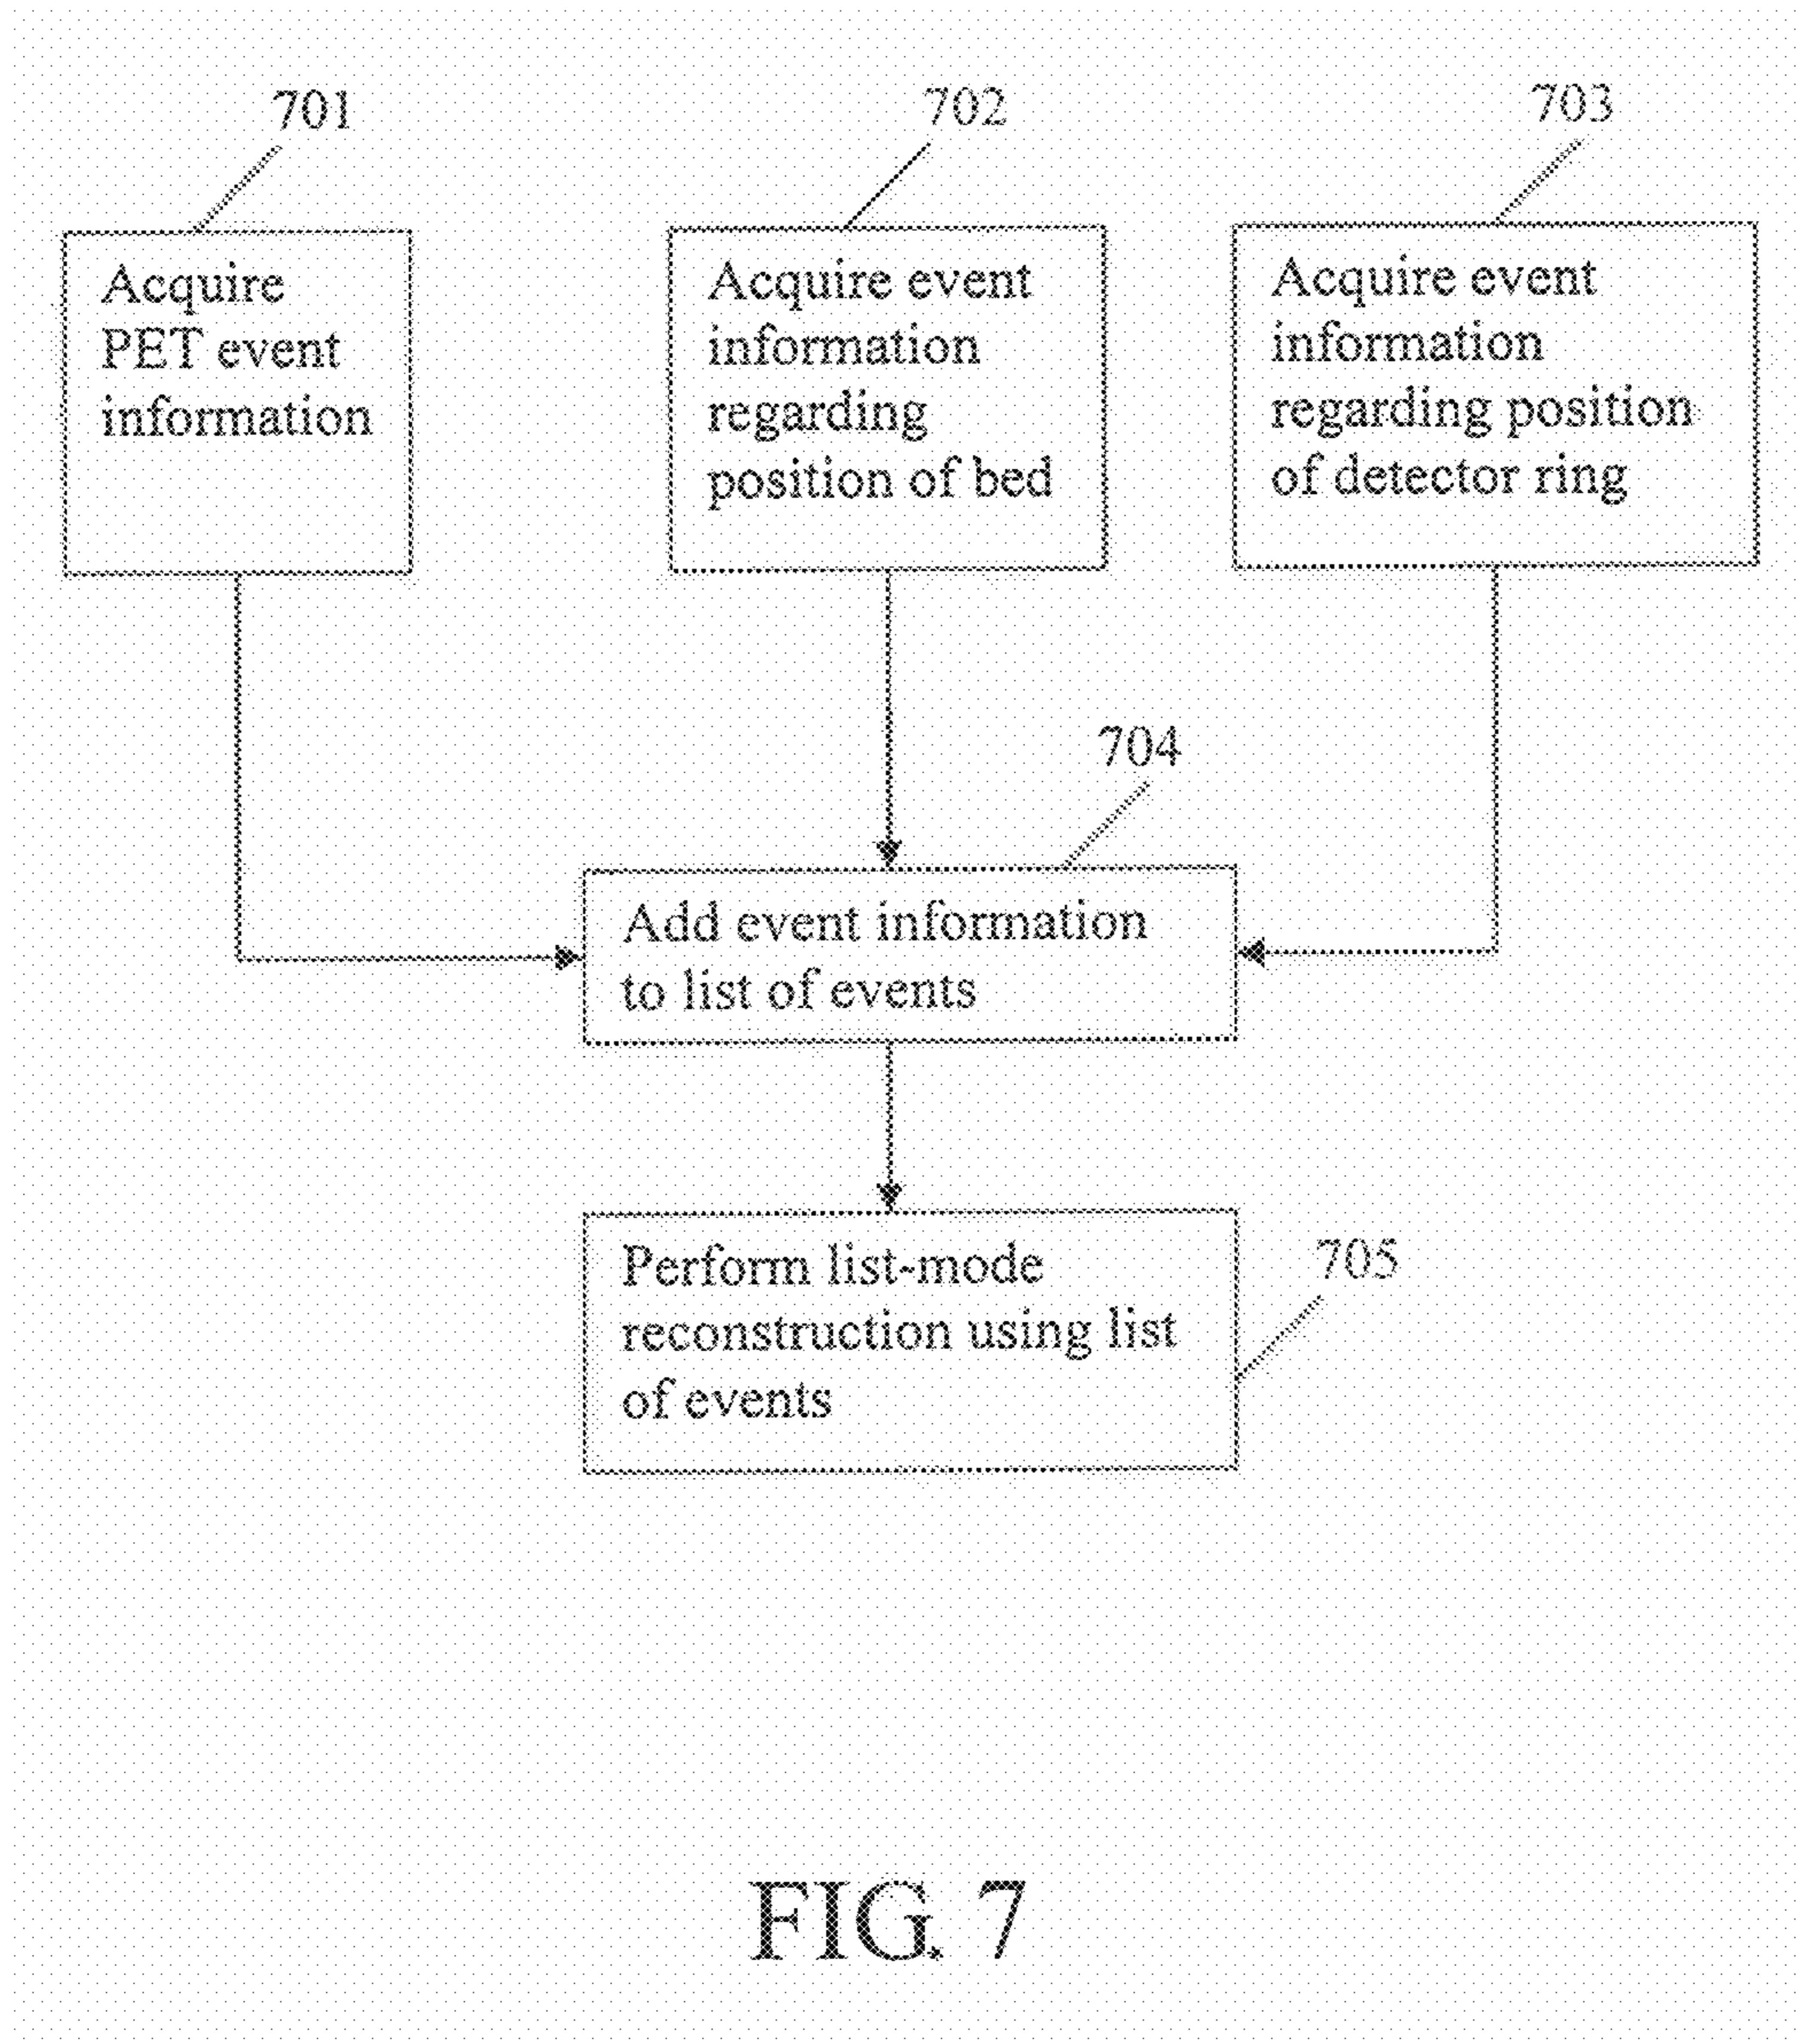 701
Acquire
PET event
information
702
Acquire event
information
regarding
position of bed
703
Acquire event
information
regarding position
of detector ring
704
Add event information
to list of events
705
Perform list-mode
reconstruction using list
of events
FIG. 7